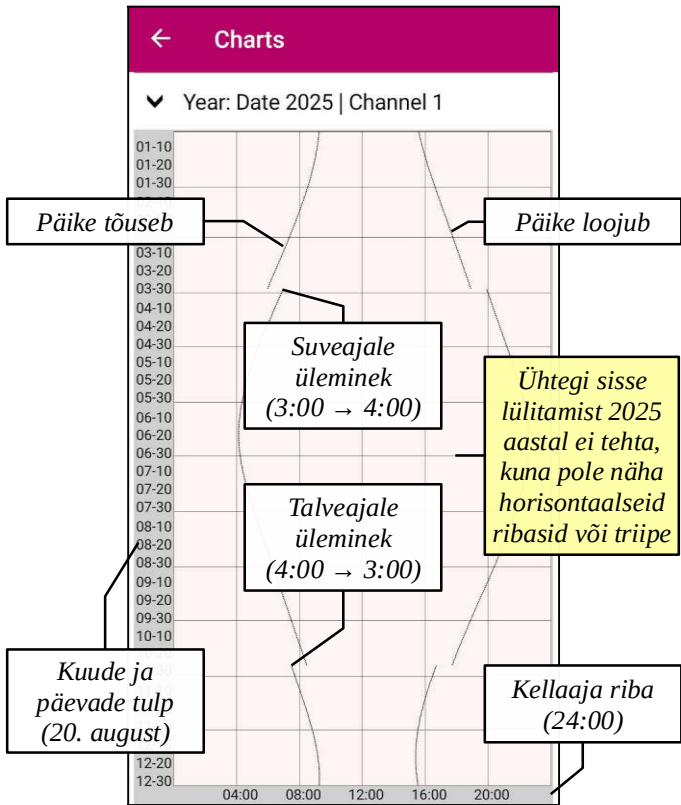 ← Charts
Year: Date 2025 | Channel 1
01-10
01-20
01-30
Päike tõuseb
Päike loojub
03-10
03-20
03-30
04-10
04-20
04-30
05-10
05-20
05-30
06-10
06-20
06-30
07-10
07-20
07-30
08-10
08-20
08-30
09-10
09-20
09-30
10-10
12-20
12-30
Suveajale
üleminek
(3:00 → 4:00)
Ühtegi sisse
lülitamist 2025
aastal ei tehta,
kuna pole näha
horisontaalseid
ribasid või triipe
Talveajale
üleminek
(4:00 → 3:00)
Kuude ja
päevade tulp
(20. august)
Kellaaja riba
(24:00)
04:00 08:00 12:00 16:00 20:00